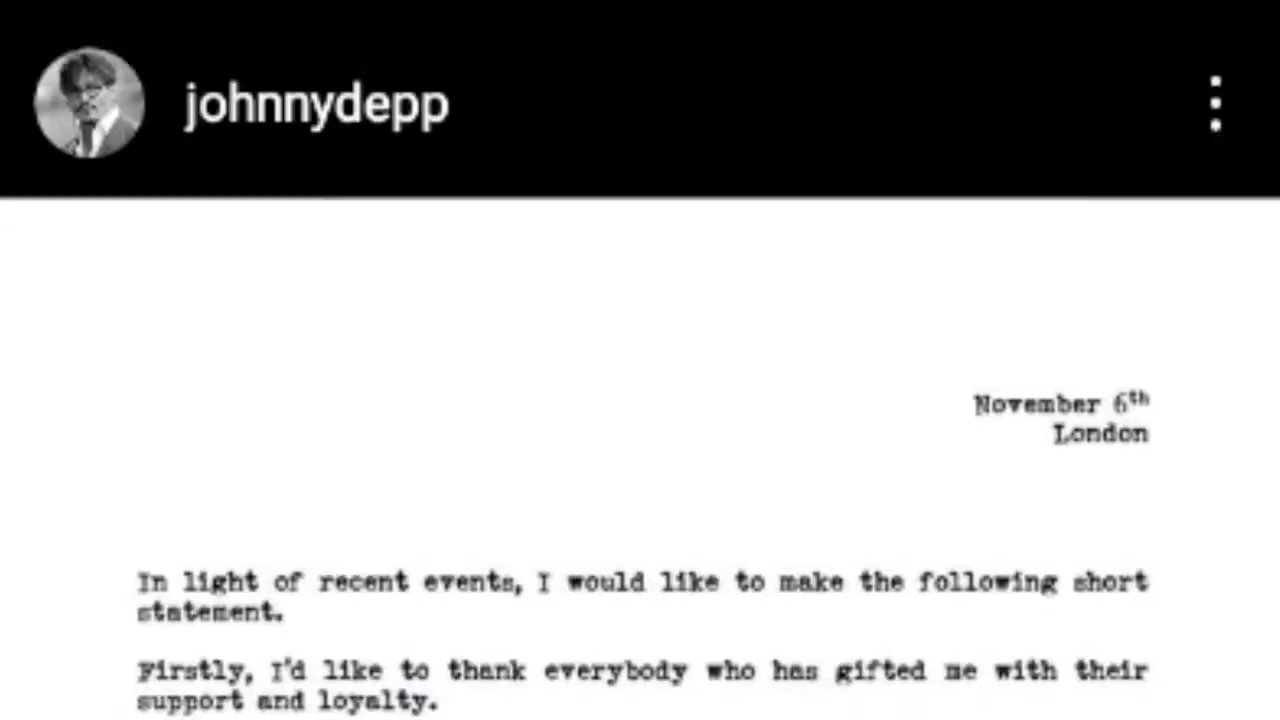 johnnydepp
November 6th
London
In light of recent events, I would like to make the following short
statement.
Firstly, I'd like to thank everybody who has gifted me with their
support and loyalty.